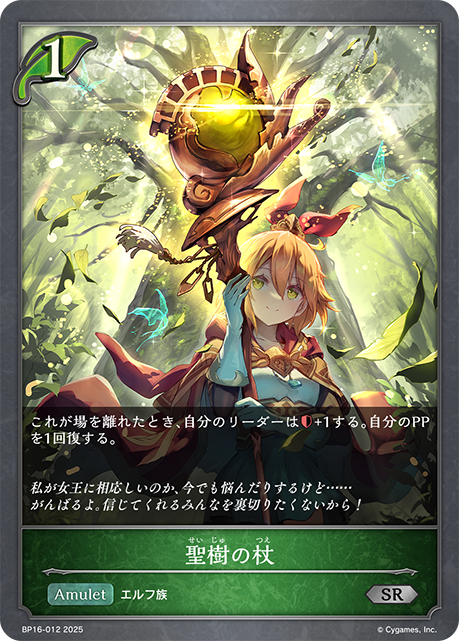 1
これが場を離れたとき、自分のリーダーは+1する。自分のPP
を1回復する。
私が女王に相応しいのか、今でも悩んだりするけど……
がんばるよ。信じてくれるみんなを裏切りたくないから！
せいじゅ つえ
聖樹の杖
Amulet エルフ族 SR
BP16-012 2025 © Cygames, Inc.